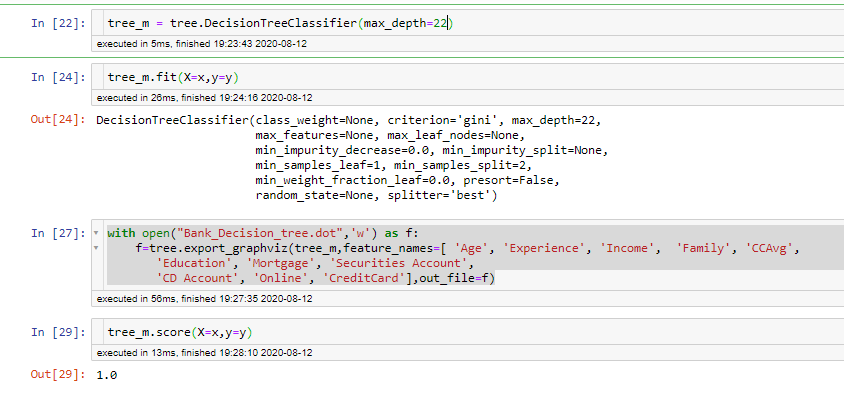 In [22]: tree_m = tree.DecisionTreeClassifier(max_depth=22)
executed in 5ms, finished 19:23:43 2020-08-12
In [24]: tree_m.fit(X=x,y=y)
executed in 26ms, finished 19:24:16 2020-08-12
Out[24]: DecisionTreeClassifier(class_weight=None, criterion='gini', max_depth=22,
max_features=None, max_leaf_nodes=None,
min_impurity_decrease=0.0, min_impurity_split=None,
min_samples_leaf=1, min_samples_split=2,
min_weight_fraction_leaf=0.0, presort=False,
random_state=None, splitter='best')
In [27]: with open("Bank_Decision_tree.dot",'w') as f:
f=tree.export_graphviz(tree_m,feature_names=[ 'Age', 'Experience', 'Income',  'Family', 'CCAvg',
'Education', 'Mortgage', 'Securities Account',
'CD Account', 'Online', 'CreditCard'],out_file=f)
executed in 56ms, finished 19:27:35 2020-08-12
In [29]: tree_m.score(X=x,y=y)
executed in 13ms, finished 19:28:10 2020-08-12
Out[29]: 1.0